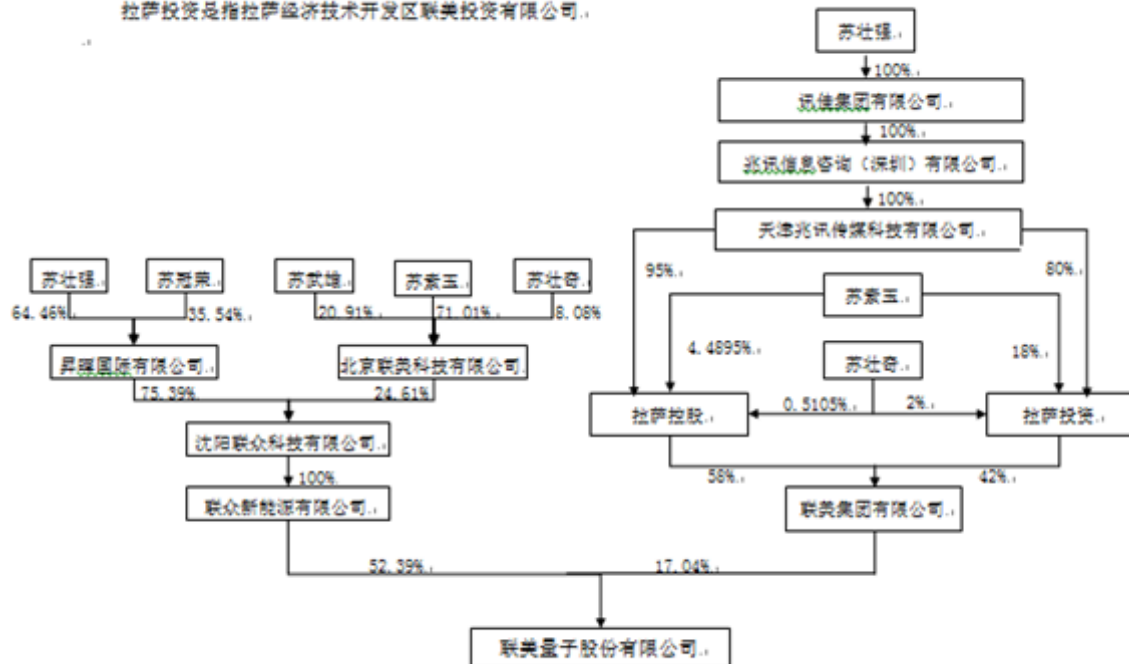 拉萨投资是指拉萨经济技术开发区联美投资有限公司.
苏壮强.
100%.
讯佳集团有限公司.
100%.
兆讯信息咨询（深圳）有限公司.
100%.
天津兆讯传媒科技有限公司.
95%.
80%.
苏壮强.
苏冠荣.
苏武雄.
苏素玉.
苏壮奇.
苏素玉.
64.46%
35.54%
20.91%
71.01%
8.08%
4.4895%.
18%.
昇晖国际有限公司.
北京联美科技有限公司.
苏壮奇.
75.39%
24.61%
0.5105%.
2%.
拉萨控股.
拉萨投资.
沈阳联众科技有限公司.
100%.
58%.
42%.
联众新能源有限公司.
联美集团有限公司.
52.39%.
17.04%.
联美量子股份有限公司.